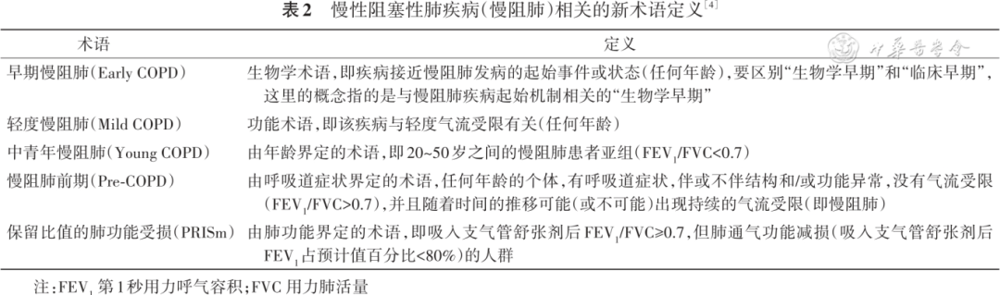 表2 慢性阻塞性肺疾病(慢阻肺)相关的新术语定义[4]
术语 定义
中华医学会
早期慢阻肺(Early COPD) 生物学术语,即疾病接近慢阻肺发病的起始事件或状态(任何年龄),要区别“生物学早期”和“临床早期”,
这里的概念指的是与慢阻肺疾病起始机制相关的“生物学早期”
轻度慢阻肺(Mild COPD) 功能术语,即该疾病与轻度气流受限有关(任何年龄)
中青年慢阻肺(Young COPD) 由年龄界定的术语,即20~50岁之间的慢阻肺患者亚组(FEV1/FVC<0.7)
慢阻肺前期(Pre-COPD) 由呼吸道症状界定的术语,任何年龄的个体,有呼吸道症状,伴或不伴结构和/或功能异常,没有气流受限
(FEV1/FVC>0.7),并且随着时间的推移可能(或不可能)出现持续的气流受限(即慢阻肺)
保留比值的肺功能受损(PRISm) 由肺功能界定的术语,即吸入支气管舒张剂后FEV1/FVC≥0.7,但肺通气功能减损(吸入支气管舒张剂后
FEV1占预计值百分比<80%)的人群
注:FEV1 第1秒用力呼气容积;FVC 用力肺活量